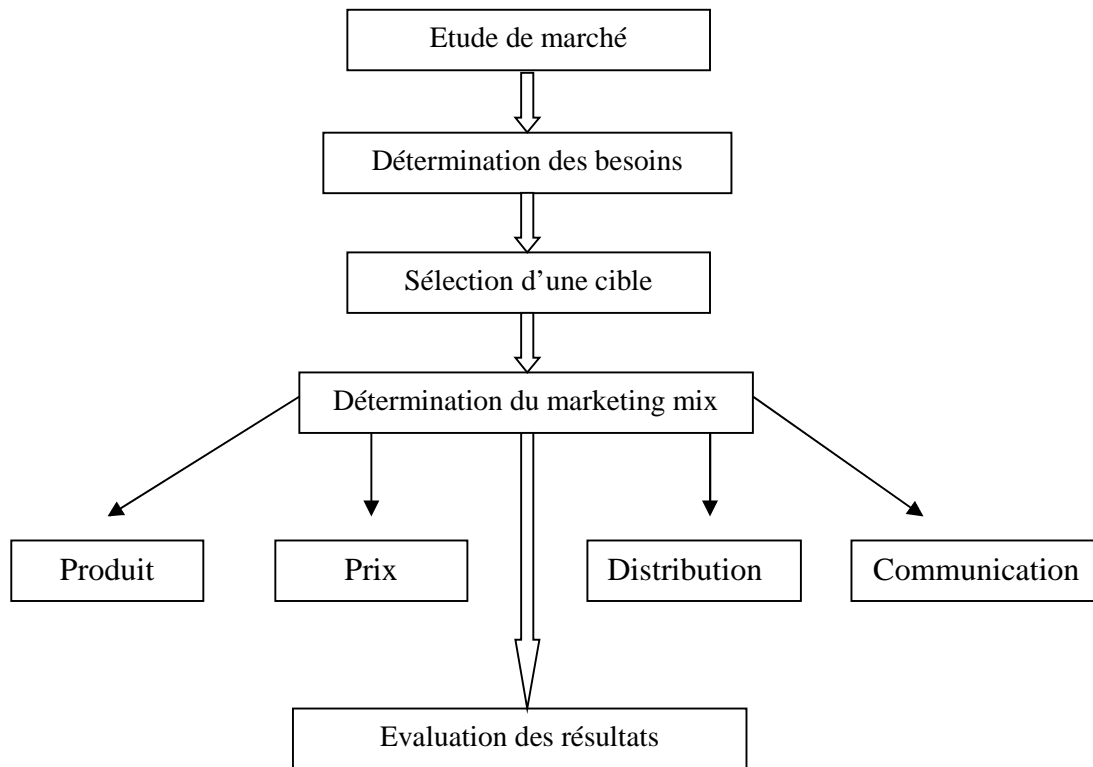 Etude de marché
Détermination des besoins
Sélection d’une cible
Détermination du marketing mix
Produit
Prix
Distribution
Communication
Evaluation des résultats